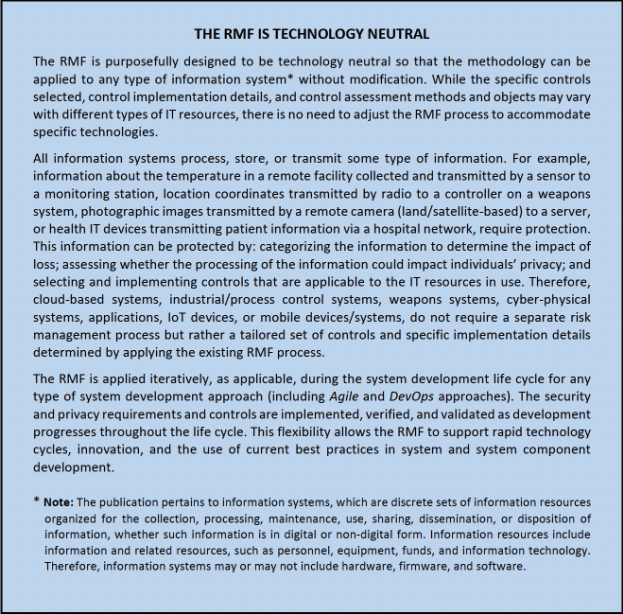 THE RMF IS TECHNOLOGY NEUTRAL
The RMF is purposefully designed to be technology neutral so that the methodology can be
applied to any type of information system* without modification. While the specific controls
selected, control implementation details, and control assessment methods and objects may vary
with different types of IT resources, there is no need to adjust the RMF process to accommodate
specific technologies.
All information systems process, store, or transmit some type of information. For example,
information about the temperature in a remote facility collected and transmitted by a sensor to
a monitoring station, location coordinates transmitted by radio to a controller on a weapons
system, photographic images transmitted by a remote camera (land/satellite-based) to a server,
or health IT devices transmitting patient information via a hospital network, require protection.
This information can be protected by: categorizing the information to determine the impact of
loss; assessing whether the processing of the information could impact individuals’ privacy; and
selecting and implementing controls that are applicable to the IT resources in use. Therefore,
cloud-based systems, industrial/process control systems, weapons systems, cyber-physical
systems, applications, IoT devices, or mobile devices/systems, do not require a separate risk
management process but rather a tailored set of controls and specific implementation details
determined by applying the existing RMF process.
The RMF is applied iteratively, as applicable, during the system development life cycle for any
type of system development approach (including Agile and DevOps approaches). The security
and privacy requirements and controls are implemented, verified, and validated as development
progresses throughout the life cycle. This flexibility allows the RMF to support rapid technology
cycles, innovation, and the use of current best practices in system and system component
development.
* Note: The publication pertains to information systems, which are discrete sets of information resources
organized for the collection, processing, maintenance, use, sharing, dissemination, or disposition of
information, whether such information is in digital or non-digital form. Information resources include
information and related resources, such as personnel, equipment, funds, and information technology.
Therefore, information systems may or may not include hardware, firmware, and software.